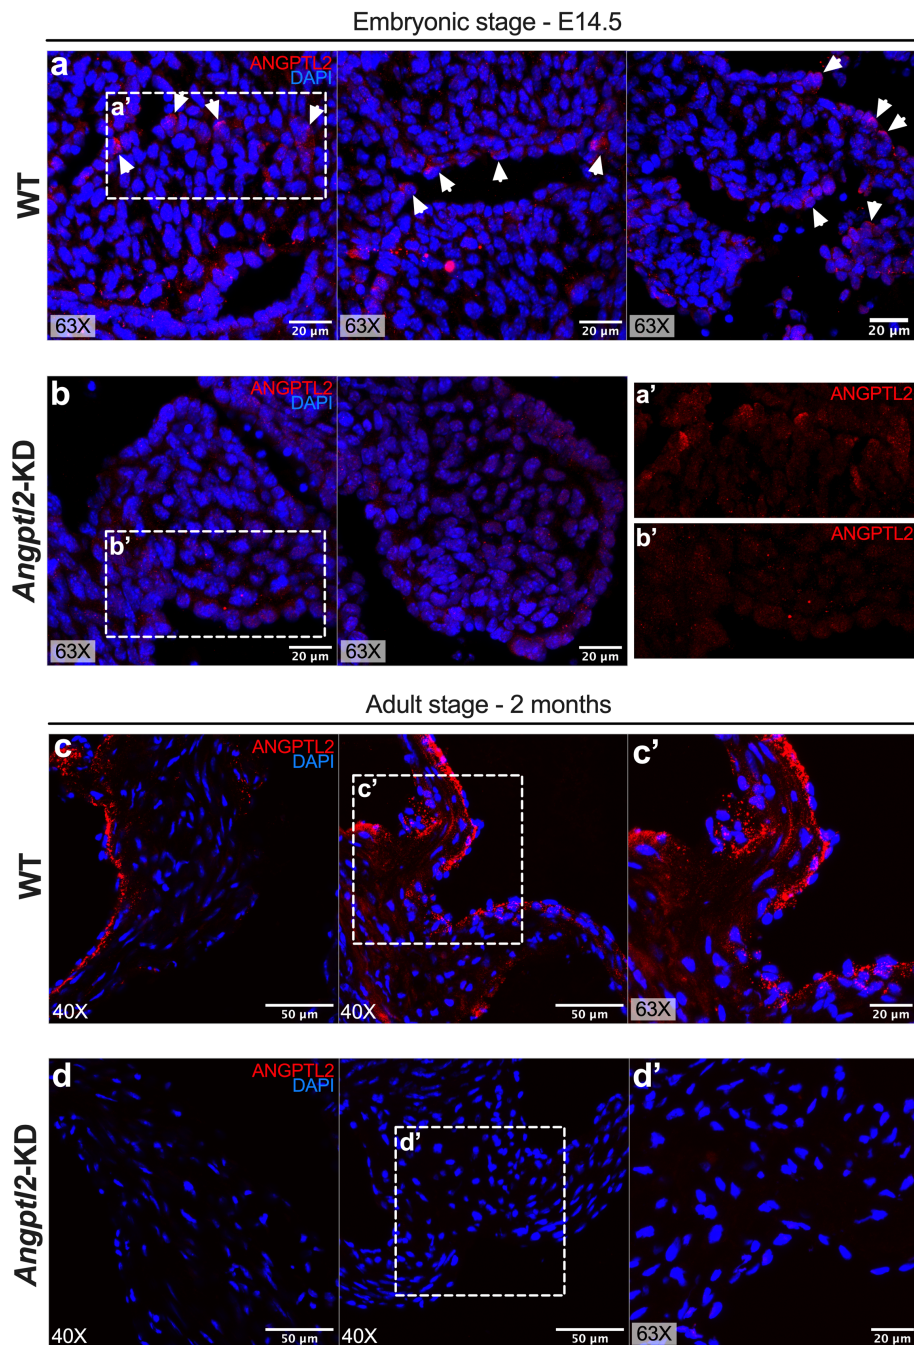 Embryonic stage - E14.5
WT
a
ANGPTL2
DAPI
a’
63X
20 µm
63X
20 µm
63X
20 µm
Angptl2-KD
b
ANGPTL2
DAPI
b’
63X
20 µm
63X
20 µm
a’
ANGPTL2
b’
ANGPTL2
Adult stage - 2 months
WT
c
ANGPTL2
DAPI
40X
50 µm
c’
40X
50 µm
c’
63X
20 µm
Angptl2-KD
d
ANGPTL2
DAPI
40X
50 µm
d’
40X
50 µm
d’
63X
20 µm